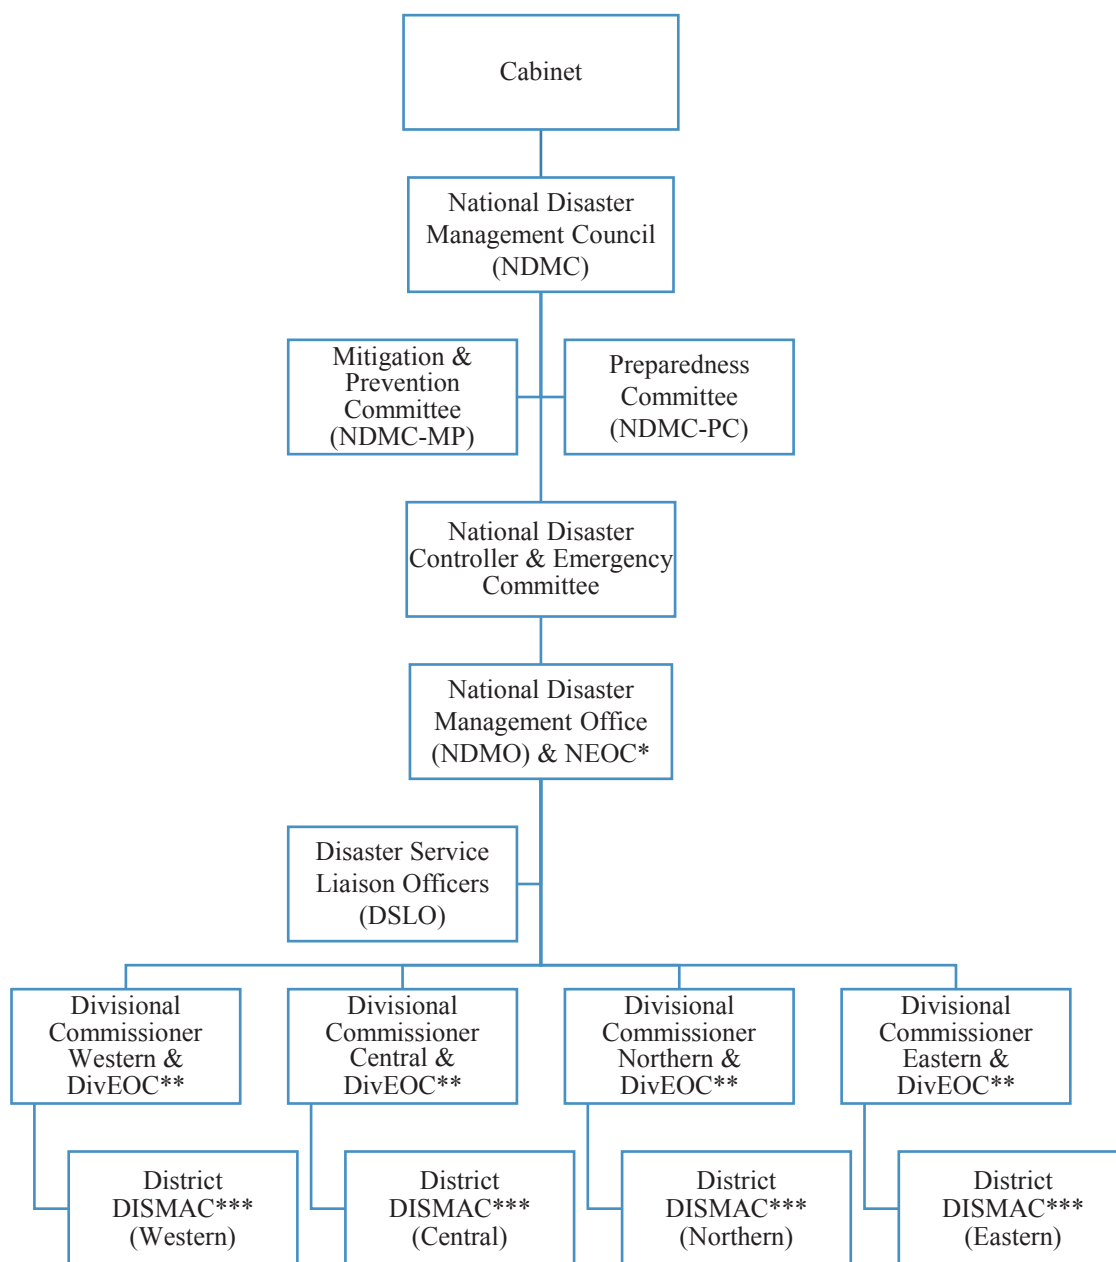 Cabinet
National Disaster
Management Council
(NDMC)
Mitigation &
Prevention
Committee
(NDMC-MP)
Preparedness
Committee
(NDMC-PC)
National Disaster
Controller & Emergency
Committee
National Disaster
Management Office
(NDMO) & NEOC*
Disaster Service
Liaison Officers
(DSLO)
Divisional
Commissioner
Western &
DivEOC**
Divisional
Commissioner
Central &
DivEOC**
Divisional
Commissioner
Northern &
DivEOC**
Divisional
Commissioner
Eastern &
DivEOC**
District
DISMAC***
(Western)
District
DISMAC***
(Central)
District
DISMAC***
(Northern)
District
DISMAC***
(Eastern)